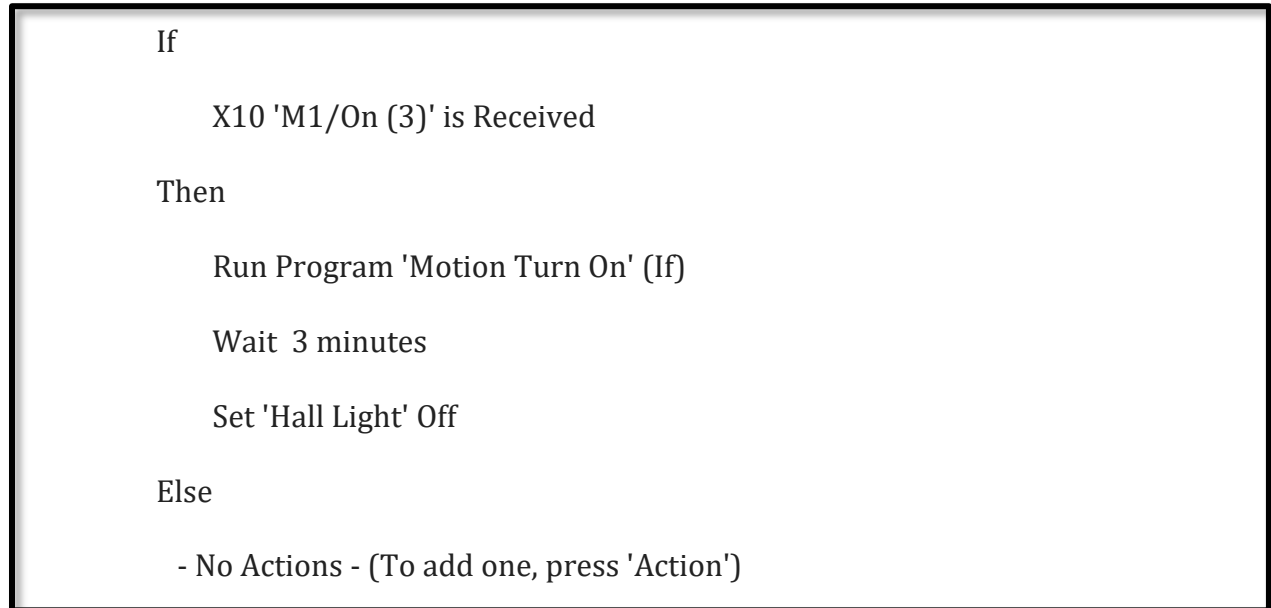 If
X10 'M1/On (3)' is Received
Then
Run Program 'Motion Turn On' (If)
Wait  3 minutes
Set 'Hall Light' Off
Else
- No Actions - (To add one, press 'Action')